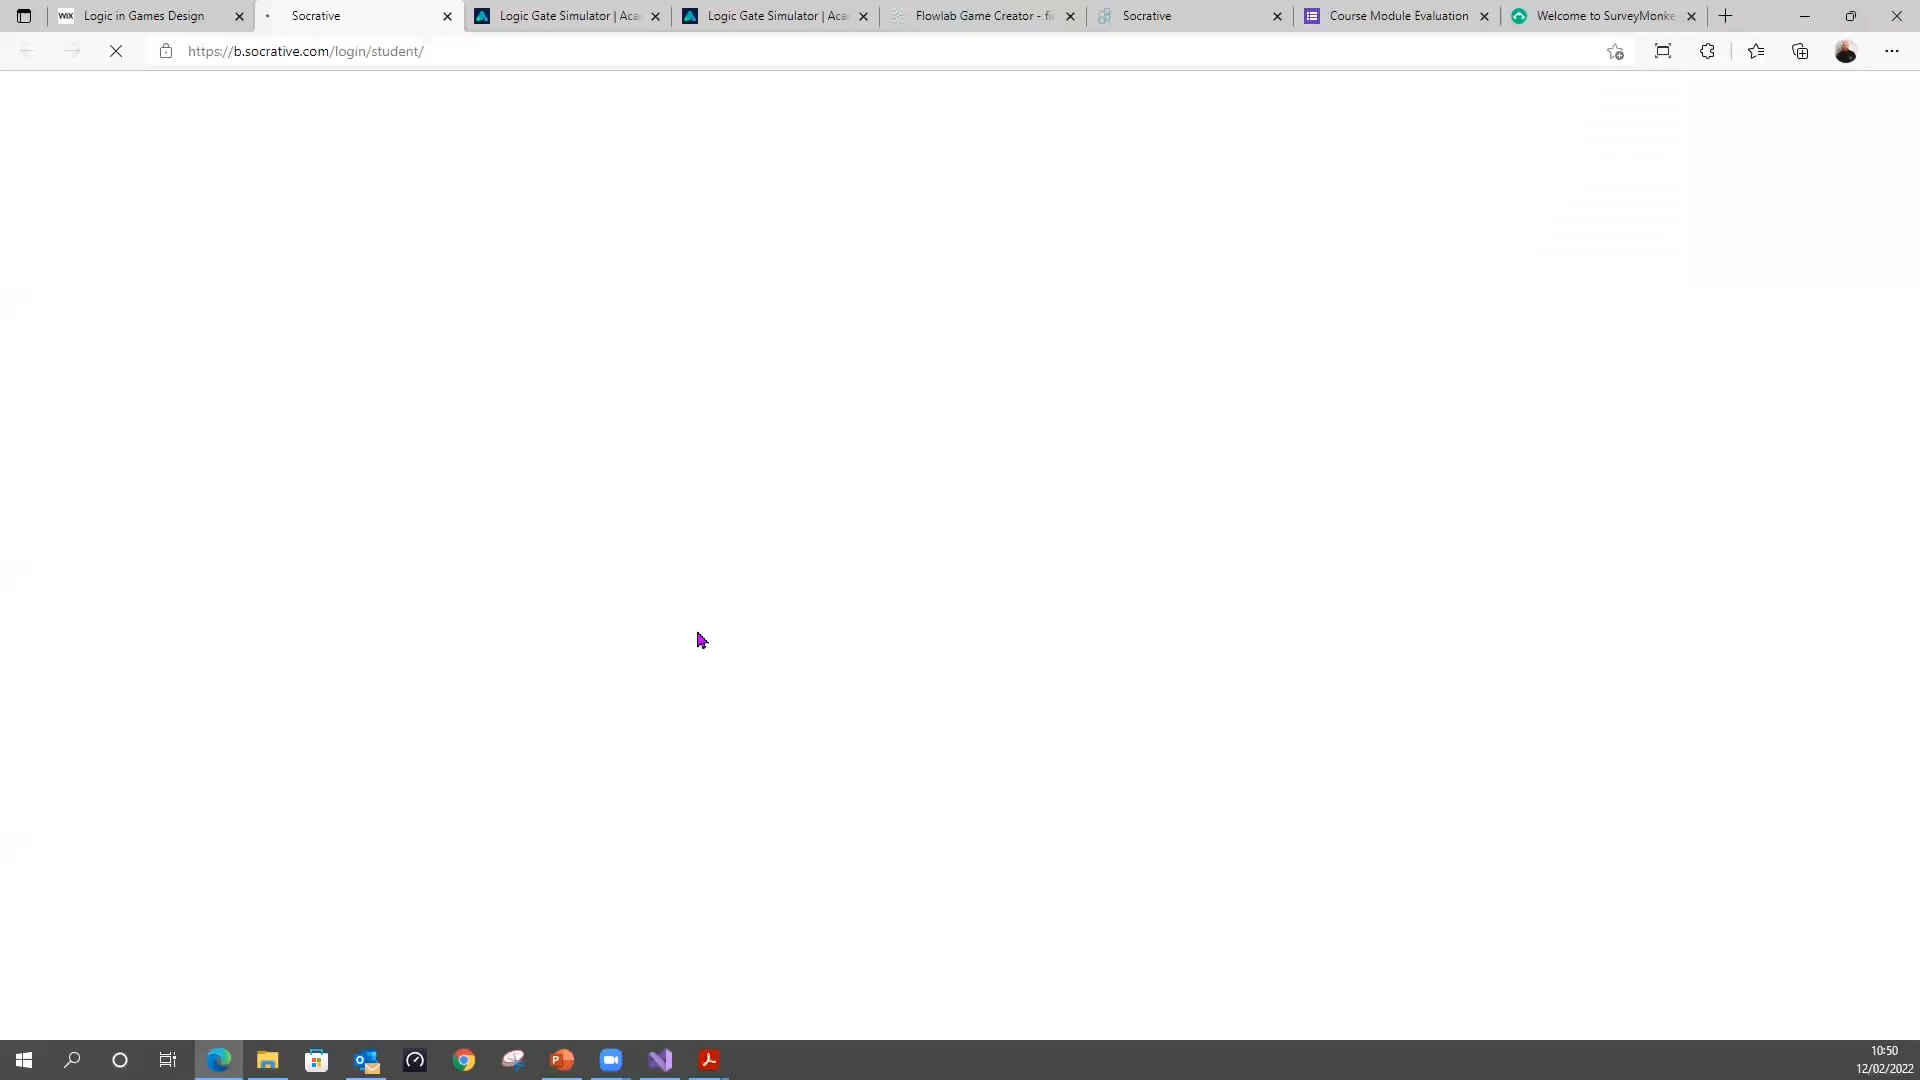 WIX Logic in Games Design
Socrative
Logic Gate Simulator | Aca
Logic Gate Simulator | Aca
Flowlab Game Creator - fi
Socrative
Course Module Evaluation
Welcome to SurveyMonke
https://b.socrative.com/login/student/
10:50
12/02/2022